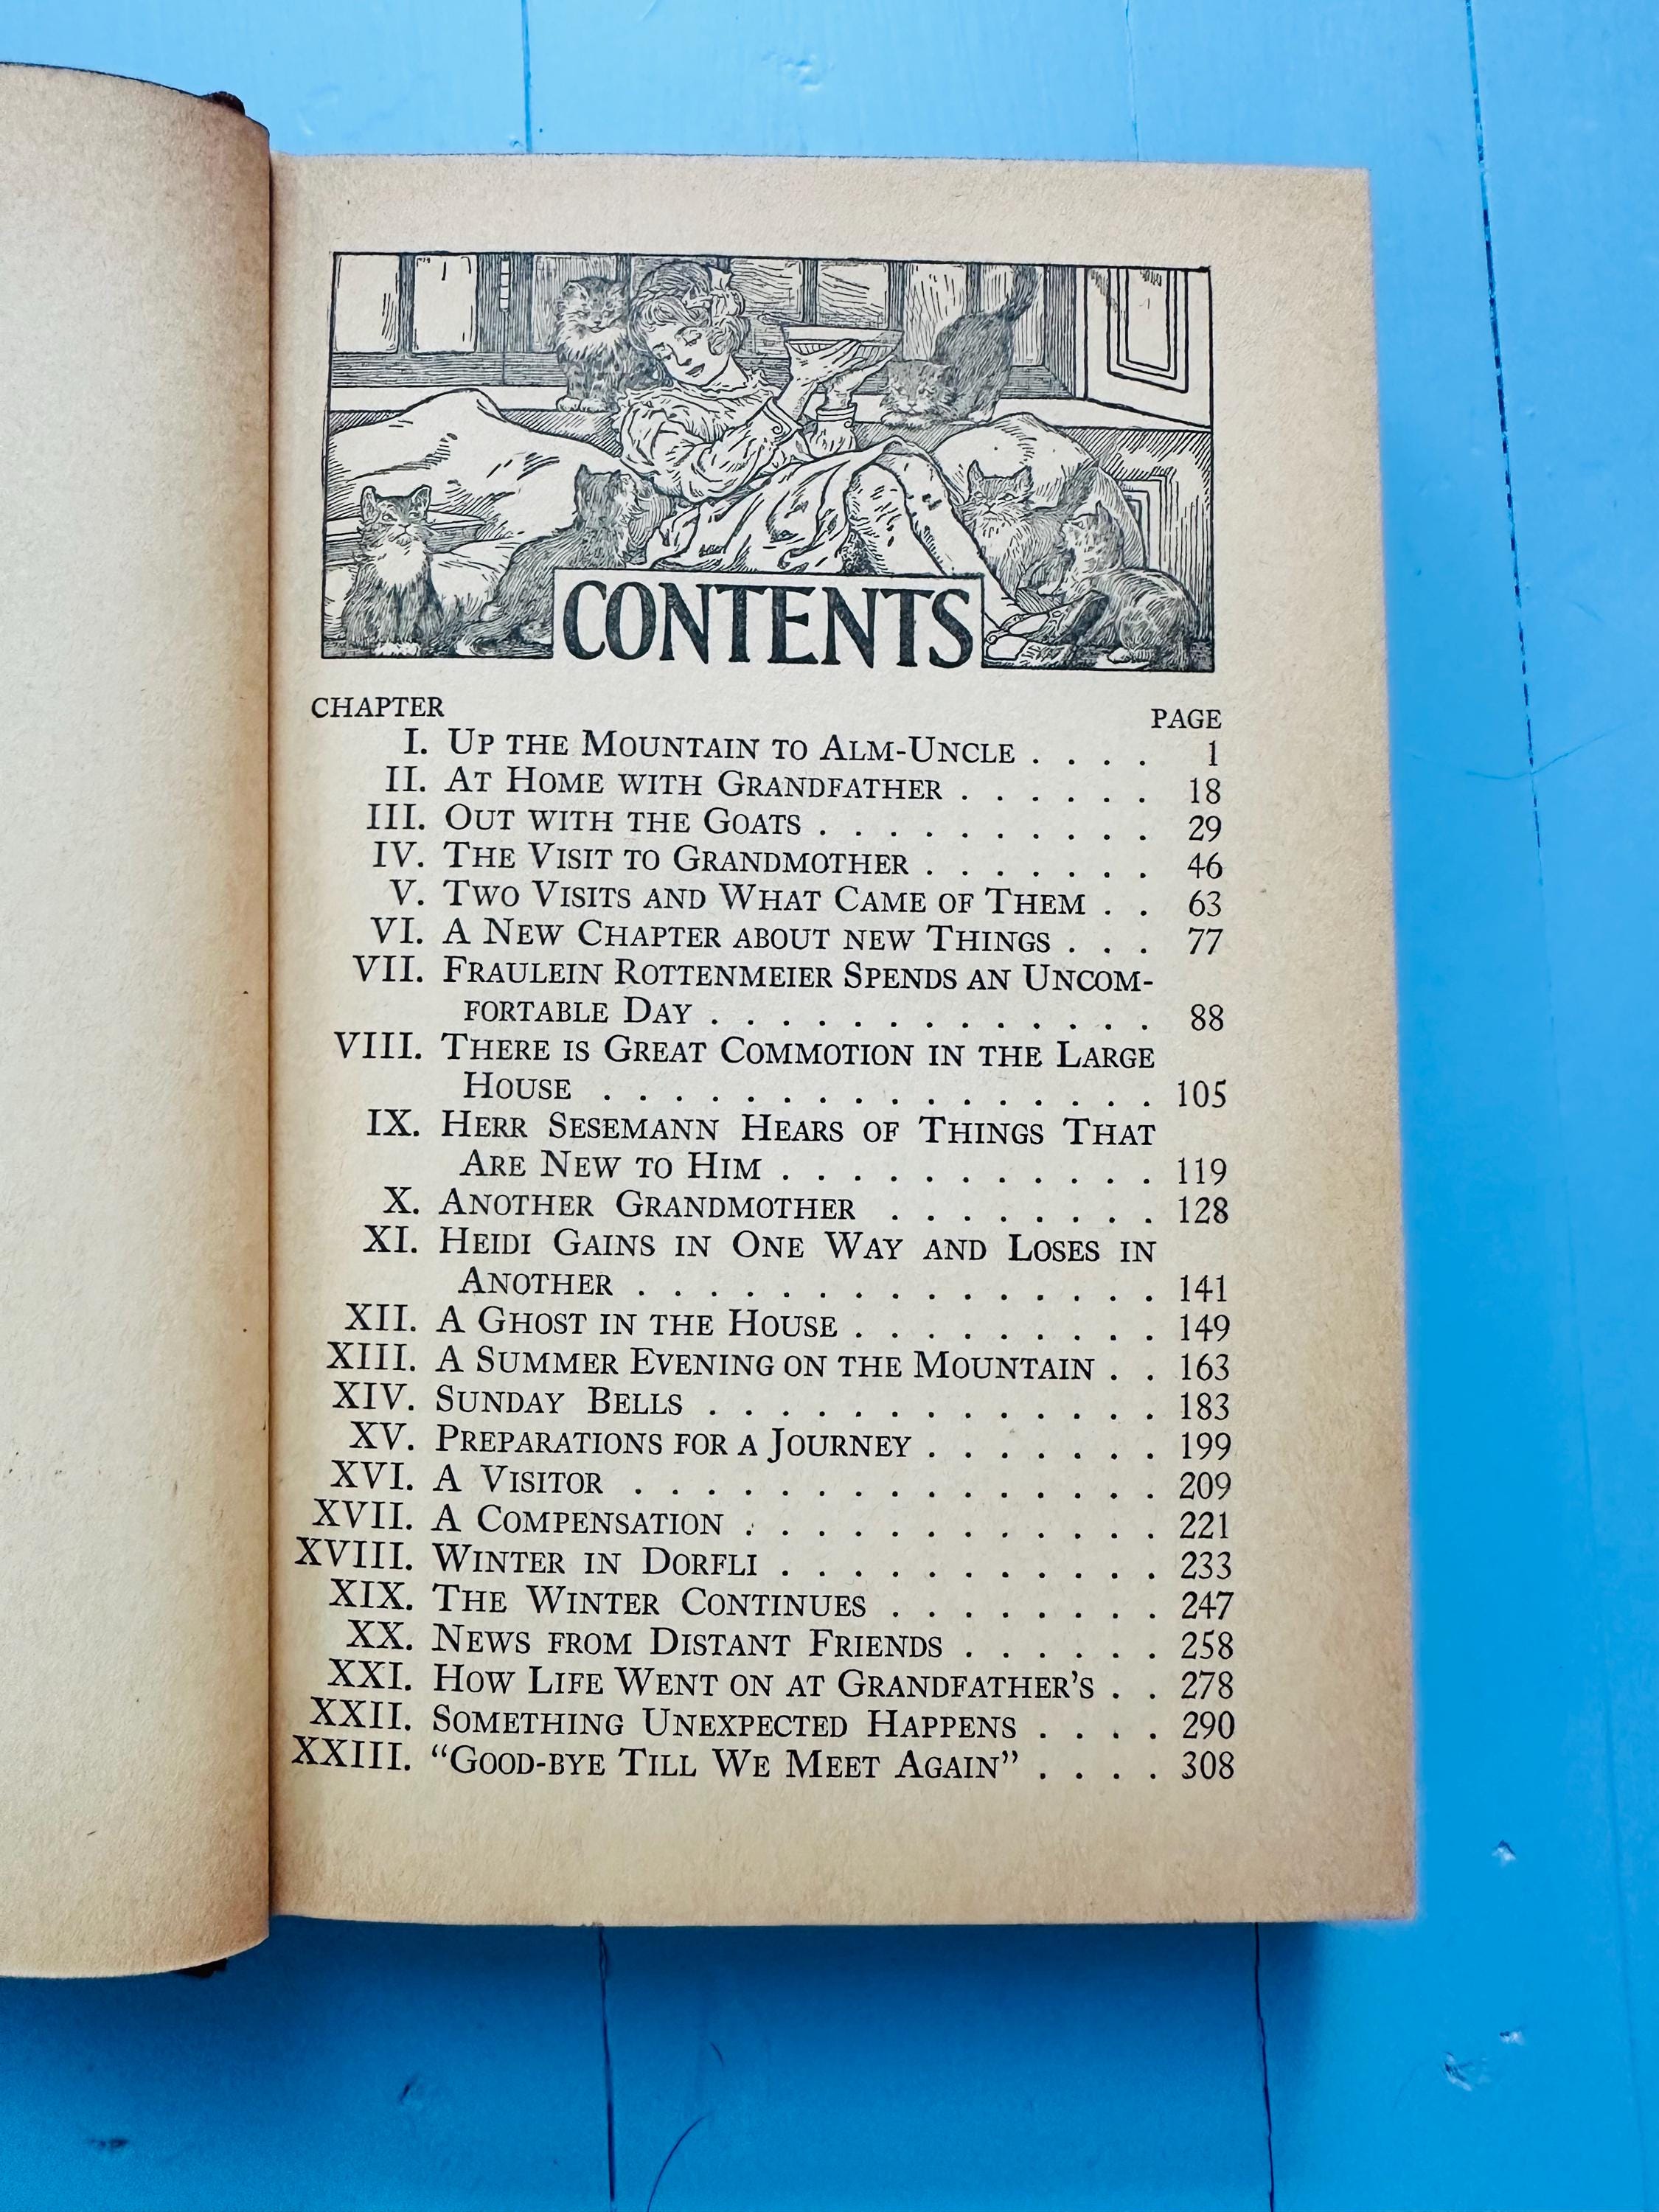 CONTENTS
CHAPTER PAGE
I. UP THE MOUNTAIN TO ALM-UNCLE . . . . 1
II. AT HOME WITH GRANDFATHER . . . . . . 18
III. OUT WITH THE GOATS . . . . . . . . . . 29
IV. THE VISIT TO GRANDMOTHER . . . . . . . 46
V. TWO VISITS AND WHAT CAME OF THEM . . 63
VI. A NEW CHAPTER ABOUT NEW THINGS . . . 77
VII. FRAULEIN ROTTENMEIER SPENDS AN UNCOM-
FORTABLE DAY . . . . . . . . . . . . . 88
VIII. THERE IS GREAT COMMOTION IN THE LARGE
HOUSE . . . . . . . . . . . . . . . . 105
IX. HERR SESEMANN HEARS OF THINGS THAT
ARE NEW TO HIM . . . . . . . . . . . 119
X. ANOTHER GRANDMOTHER . . . . . . . . 128
XI. HEIDI GAINS IN ONE WAY AND LOSES IN
ANOTHER . . . . . . . . . . . . . . . 141
XII. A GHOST IN THE HOUSE . . . . . . . . . 149
XIII. A SUMMER EVENING ON THE MOUNTAIN . . 163
XIV. SUNDAY BELLS . . . . . . . . . . . . . 183
XV. PREPARATIONS FOR A JOURNEY . . . . . . . 199
XVI. A VISITOR . . . . . . . . . . . . . . . 209
XVII. A COMPENSATION . . . . . . . . . . . . 221
XVIII. WINTER IN DORFLI . . . . . . . . . . . 233
XIX. THE WINTER CONTINUES . . . . . . . . 247
XX. NEWS FROM DISTANT FRIENDS . . . . . . 258
XXI. HOW LIFE WENT ON AT GRANDFATHER'S . . 278
XXII. SOMETHING UNEXPECTED HAPPENS . . . . 290
XXIII. "GOOD-BYE TILL WE MEET AGAIN" . . . . 308